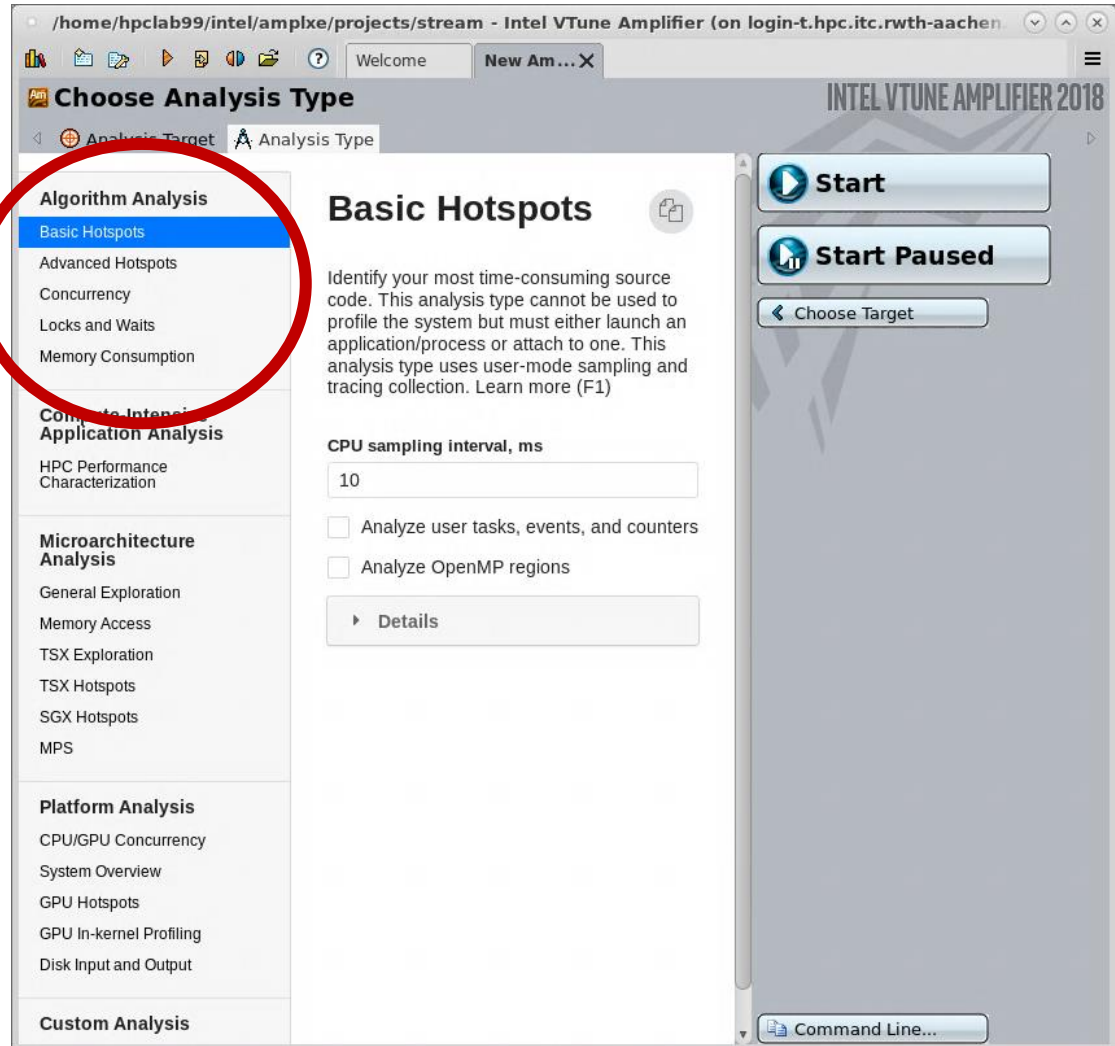 /home/hpclab99/intel/amplxe/projects/stream - Intel VTune Amplifier (on login-t.hpc.itc.rwth-aachen.
Welcome
New Am...X
Choose Analysis Type
INTEL VTUNE AMPLIFIER 2018
Analysis Target
Analysis Type
Algorithm Analysis
Basic Hotspots
Advanced Hotspots
Concurrency
Locks and Waits
Memory Consumption
Compute-Intensive
Application Analysis
HPC Performance
Characterization
Microarchitecture
Analysis
General Exploration
Memory Access
TSX Exploration
TSX Hotspots
SGX Hotspots
MPS
Platform Analysis
CPU/GPU Concurrency
System Overview
GPU Hotspots
GPU In-kernel Profiling
Disk Input and Output
Custom Analysis
Basic Hotspots
Identify your most time-consuming source
code. This analysis type cannot be used to
profile the system but must either launch an
application/process or attach to one. This
analysis type uses user-mode sampling and
tracing collection. Learn more (F1)
CPU sampling interval, ms
10
Analyze user tasks, events, and counters
Analyze OpenMP regions
Details
Start
Start Paused
Choose Target
Command Line...